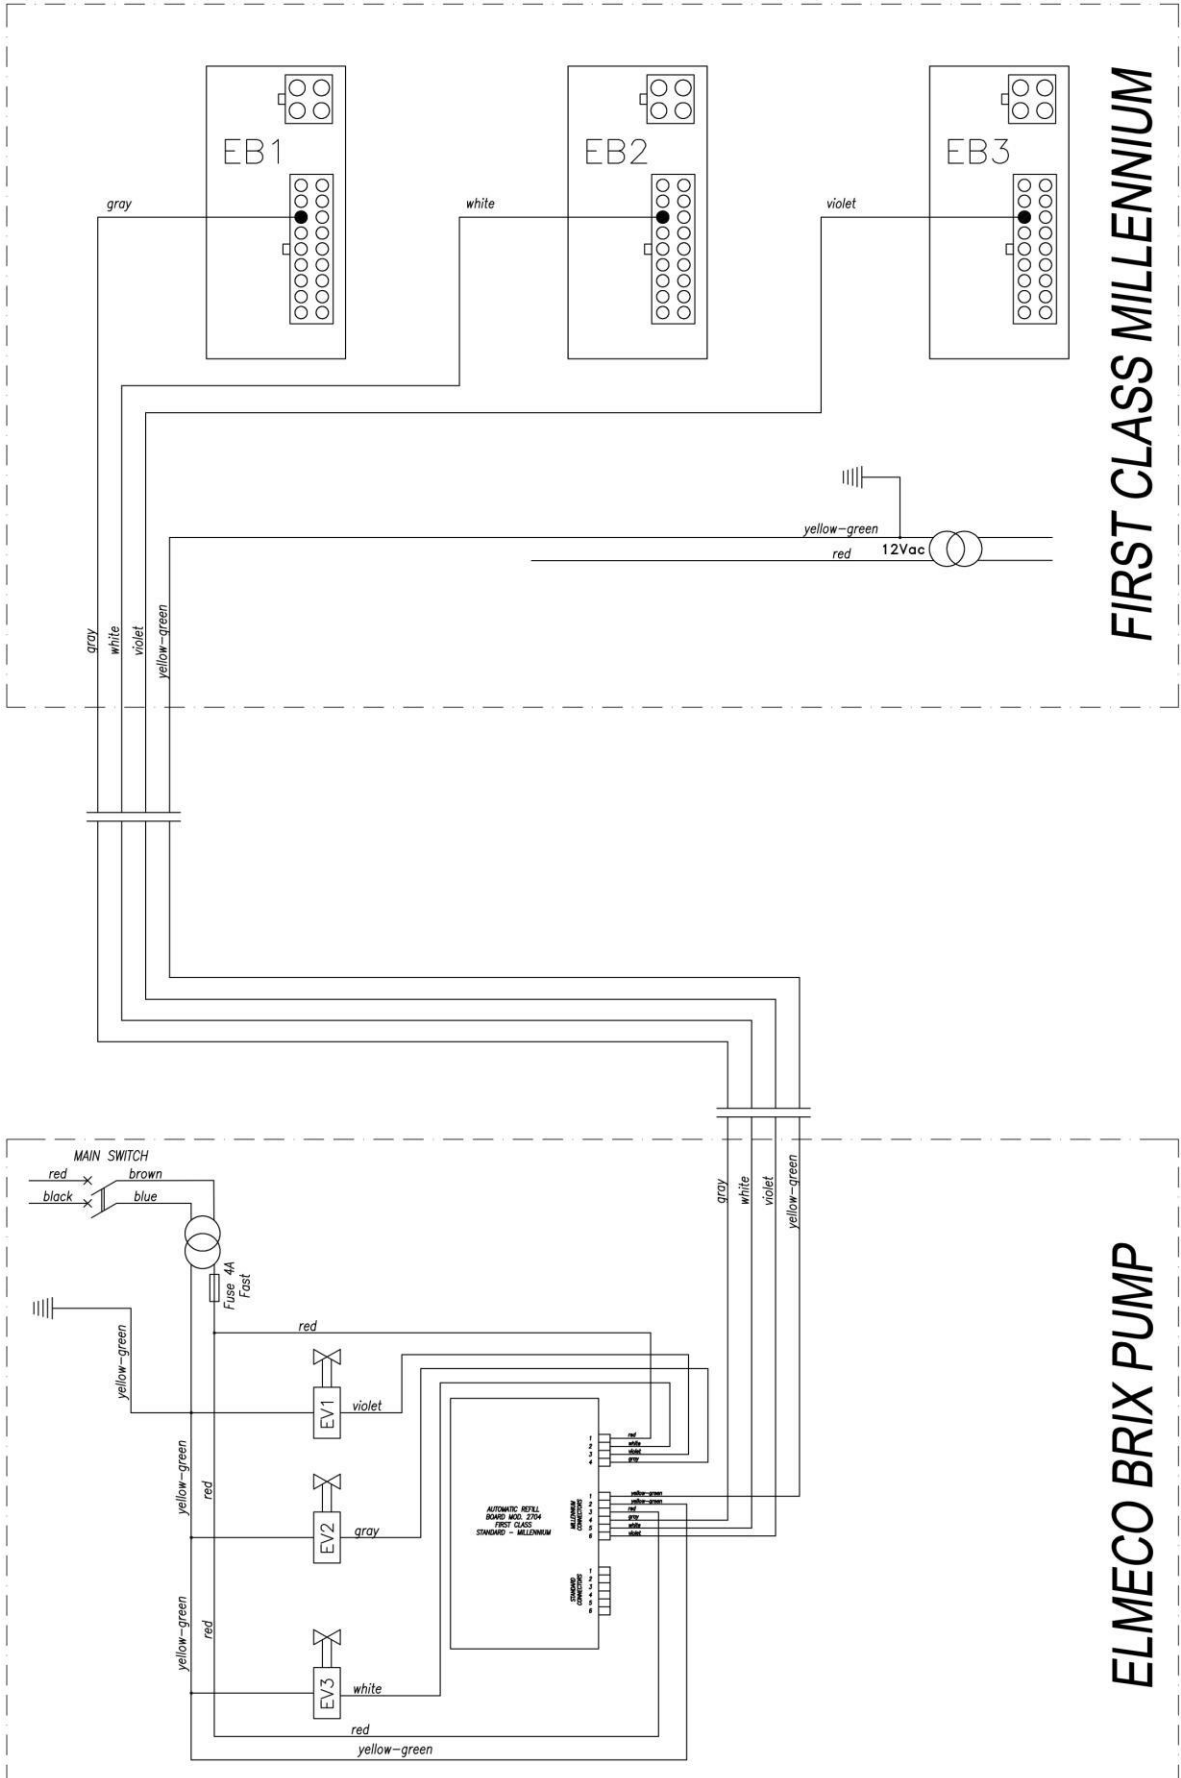 EB1
EB2
EB3
gray
white
violet
yellow-green
12Vac
red
FIRST CLASS MILLENNIUM
gray
white
violet
yellow-green
MAIN SWITCH
red
brown
black
blue
gray
white
violet
yellow-green
Fuse 4A
Fast
yellow-green
red
EV1
violet
yellow-green
red
EV2
gray
yellow-green
red
EV3
white
red
yellow-green
1
2
3
4
red
white
violet
gray
AUTOMATIC REFILL
BOARD MOD. 2704
FIRST CLASS
STANDARD - MILLENNIUM
MILLENNIUM
CONNECTORS
1
2
3
4
5
6
yellow-green
yellow-green
red
gray
white
violet
STANDARD
CONNECTORS
1
2
3
4
5
6
ELMECO BRIX PUMP